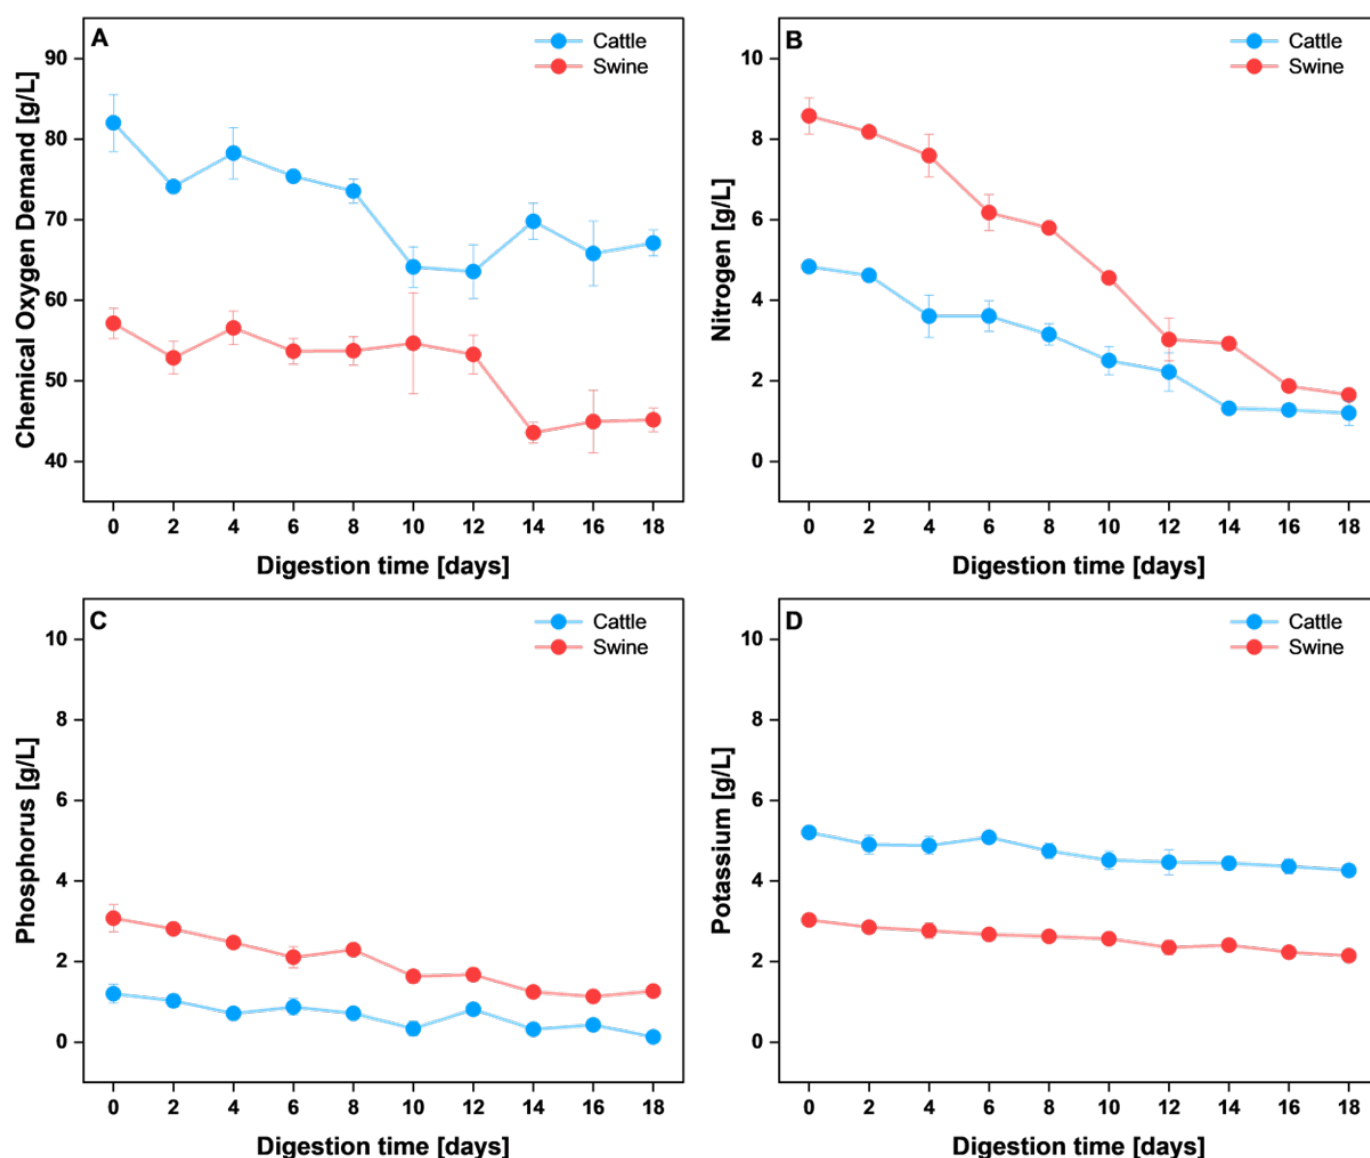 A
Cattle
Swine
90
80
70
60
50
40
Chemical Oxygen Demand [g/L]
0 2 4 6 8 10 12 14 16 18
Digestion time [days]
B
Cattle
Swine
10
8
6
4
2
0
Nitrogen [g/L]
0 2 4 6 8 10 12 14 16 18
Digestion time [days]
C
Cattle
Swine
10
8
6
4
2
0
Phosphorus [g/L]
0 2 4 6 8 10 12 14 16 18
Digestion time [days]
D
Cattle
Swine
10
8
6
4
2
0
Potassium [g/L]
0 2 4 6 8 10 12 14 16 18
Digestion time [days]